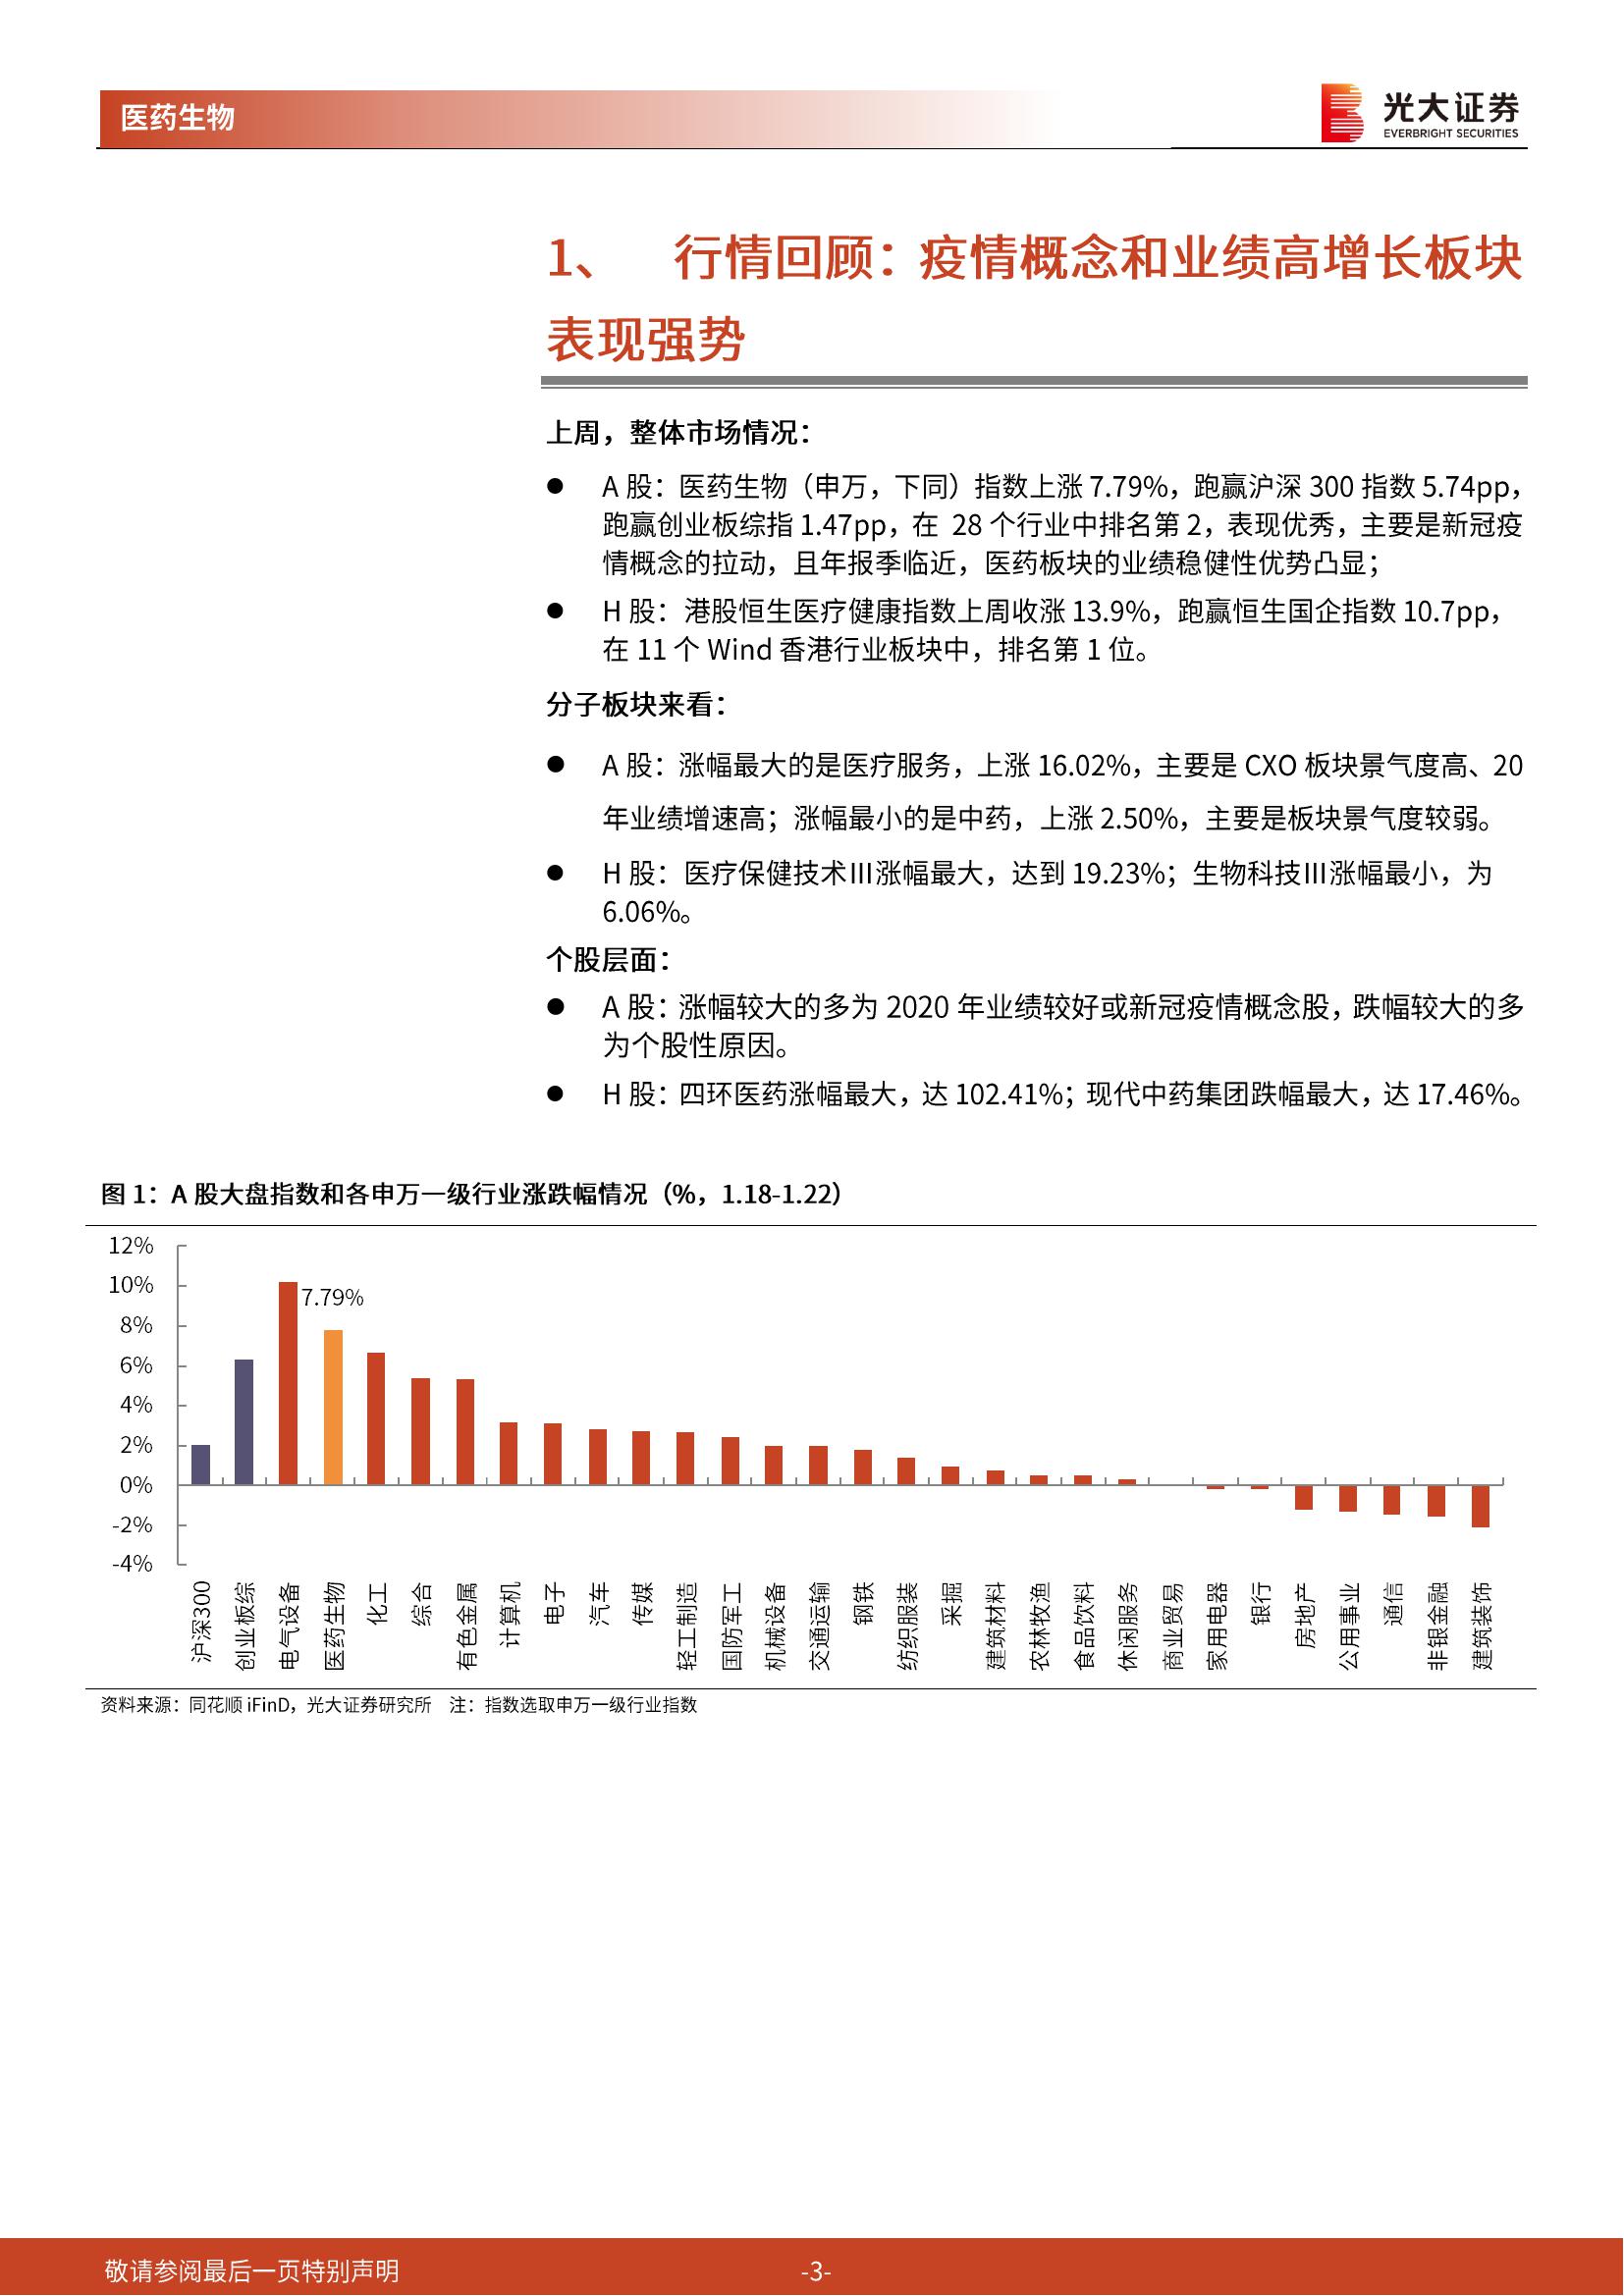 医药生物
光大证券
EVERBRIGHT SECURITIES
1、 行情回顾：疫情概念和业绩高增长板块
表现强势
上周，整体市场情况：
● A 股：医药生物（申万，下同）指数上涨 7.79%，跑赢沪深 300 指数 5.74pp，
跑赢创业板综指 1.47pp，在 28 个行业中排名第 2，表现优秀，主要是新冠疫
情概念的拉动，且年报季临近，医药板块的业绩稳健性优势凸显；
● H 股：港股恒生医疗健康指数上周收涨 13.9%，跑赢恒生国企指数 10.7pp，
在 11 个 Wind 香港行业板块中，排名第 1 位。
分子板块来看：
● A 股：涨幅最大的是医疗服务，上涨 16.02%，主要是 CXO 板块景气度高、20
年业绩增速高；涨幅最小的是中药，上涨 2.50%，主要是板块景气度较弱。
● H 股：医疗保健技术Ⅲ涨幅最大，达到 19.23%；生物科技Ⅲ涨幅最小，为
6.06%。
个股层面：
● A 股：涨幅较大的多为 2020 年业绩较好或新冠疫情概念股，跌幅较大的多
为个股性原因。
● H 股：四环医药涨幅最大，达 102.41%；现代中药集团跌幅最大，达 17.46%。
图 1：A 股大盘指数和各申万一级行业涨跌幅情况（%，1.18-1.22）
12%
10%
8%
6%
4%
2%
0%
-2%
-4%
7.79%
沪深300
创业板综
电气设备
医药生物
化工
综合
有色金属
计算机
电子
汽车
传媒
轻工制造
国防军工
机械设备
交通运输
钢铁
纺织服装
采掘
建筑材料
农林牧渔
食品饮料
休闲服务
商业贸易
家用电器
银行
房地产
公用事业
通信
非银金融
建筑装饰
资料来源：同花顺 iFinD，光大证券研究所 注：指数选取申万一级行业指数
敬请参阅最后一页特别声明
-3-